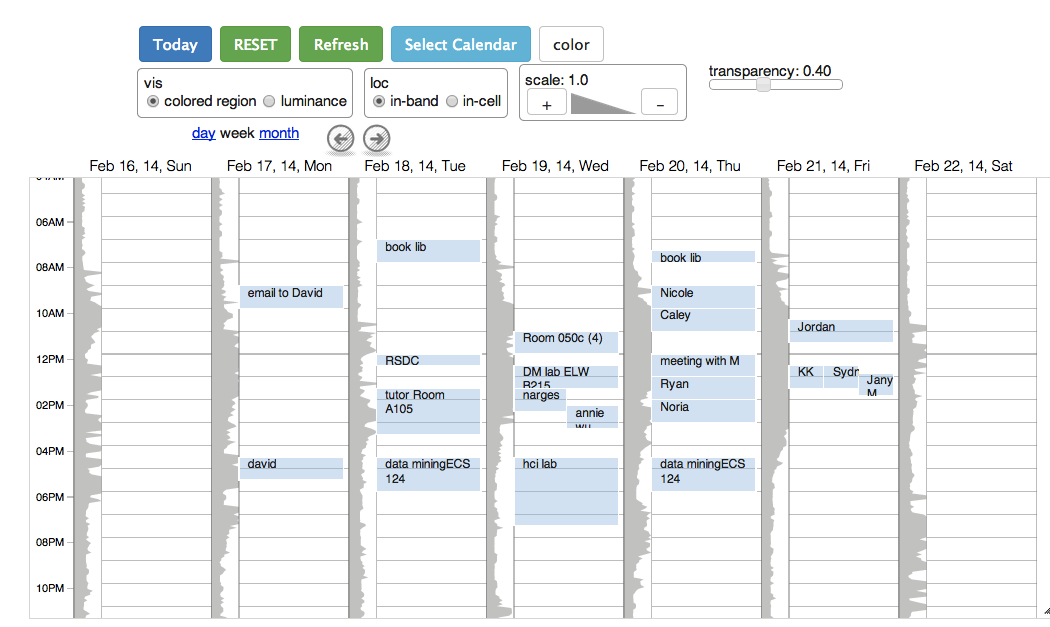 Today RESET Refresh Select Calendar color
vis
colored region luminance
loc
in-band in-cell
scale: 1.0
+ –
transparency: 0.40
day week month
Feb 16, 14, Sun Feb 17, 14, Mon Feb 18, 14, Tue Feb 19, 14, Wed Feb 20, 14, Thu Feb 21, 14, Fri Feb 22, 14, Sat
04AM
06AM
book lib
book lib
08AM
email to David
Nicole
10AM
Caley
Jordan
Room 050c (4)
12PM
RSDC
meeting with M
DM lab ELW
B215
KK
Sydn
Jany
M
Ryan
tutor Room
A105
narges
annie
wu
02PM
Noria
04PM
david
data miningECS
124
hci lab
data miningECS
124
06PM
08PM
10PM